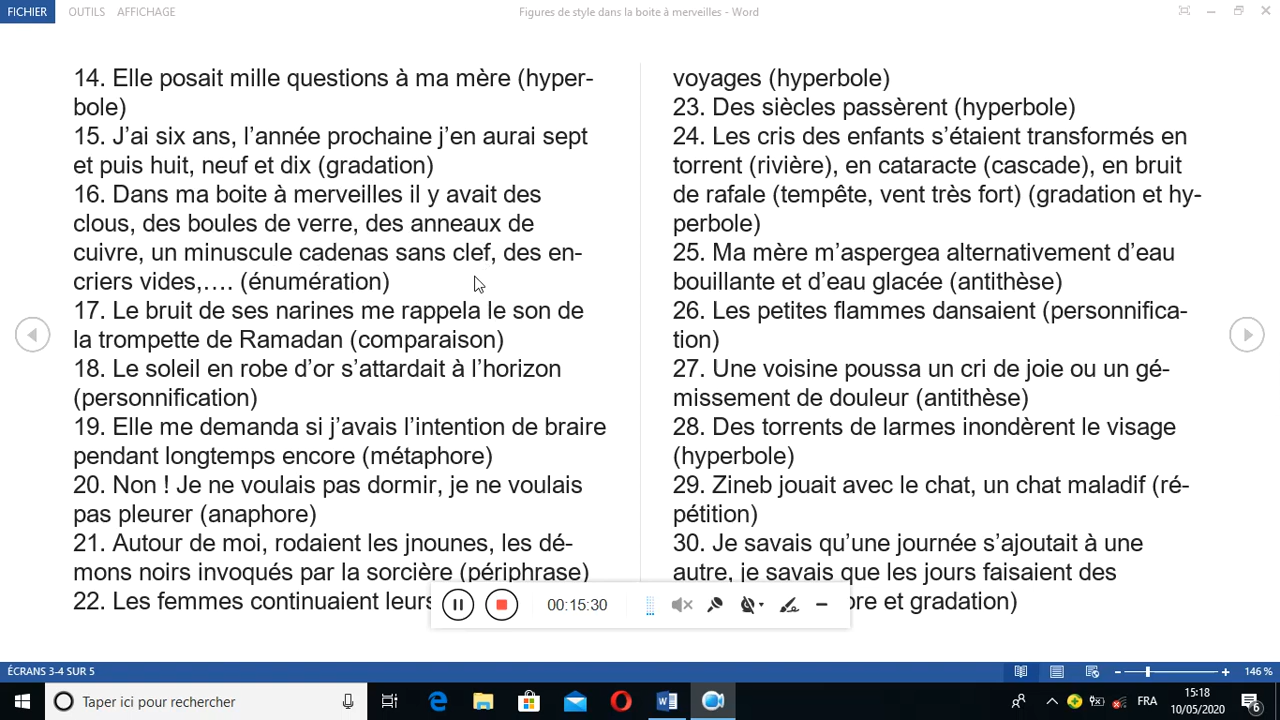 FICHIER OUTILS AFFICHAGE
Figures de style dans la boite à merveilles - Word
14. Elle posait mille questions à ma mère (hyper-
bole)
15. J’ai six ans, l’année prochaine j’en aurai sept
et puis huit, neuf et dix (gradation)
16. Dans ma boite à merveilles il y avait des
clous, des boules de verre, des anneaux de
cuivre, un minuscule cadenas sans clef, des en-
criers vides,…. (énumération)
17. Le bruit de ses narines me rappela le son de
la trompette de Ramadan (comparaison)
18. Le soleil en robe d’or s’attardait à l’horizon
(personnification)
19. Elle me demanda si j’avais l’intention de braire
pendant longtemps encore (métaphore)
20. Non ! Je ne voulais pas dormir, je ne voulais
pas pleurer (anaphore)
21. Autour de moi, rodaient les jnounes, les dé-
mons noirs invoqués par la sorcière (périphrase)
22. Les femmes continuaient leurs
voyages (hyperbole)
23. Des siècles passèrent (hyperbole)
24. Les cris des enfants s’étaient transformés en
torrent (rivière), en cataracte (cascade), en bruit
de rafale (tempête, vent très fort) (gradation et hy-
perbole)
25. Ma mère m’aspergea alternativement d’eau
bouillante et d’eau glacée (antithèse)
26. Les petites flammes dansaient (personnifica-
tion)
27. Une voisine poussa un cri de joie ou un gé-
missement de douleur (antithèse)
28. Des torrents de larmes inondèrent le visage
(hyperbole)
29. Zineb jouait avec le chat, un chat maladif (ré-
pétition)
30. Je savais qu’une journée s’ajoutait à une
autre, je savais que les jours faisaient des
et gradation)
00:15:30
ÉCRANS 3-4 SUR 5
146 %
Taper ici pour rechercher
FRA
15:18
10/05/2020
6